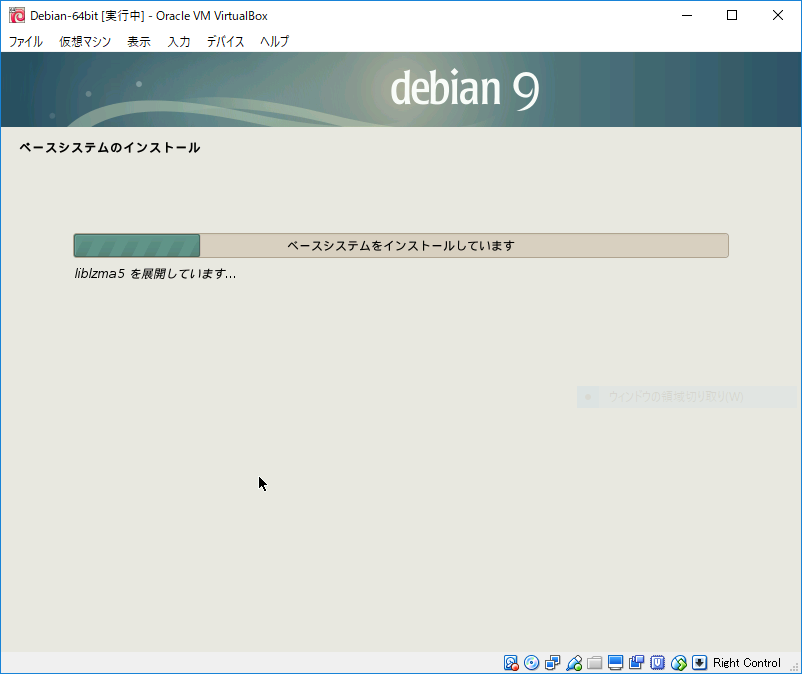 Debian-64bit [実行中] - Oracle VM VirtualBox
ファイル 仮想マシン 表示 入力 デバイス ヘルプ
debian 9
ベースシステムのインストール
ベースシステムをインストールしています
liblzma5 を展開しています...
ウィンドウの領域切り取り(W)
Right Control